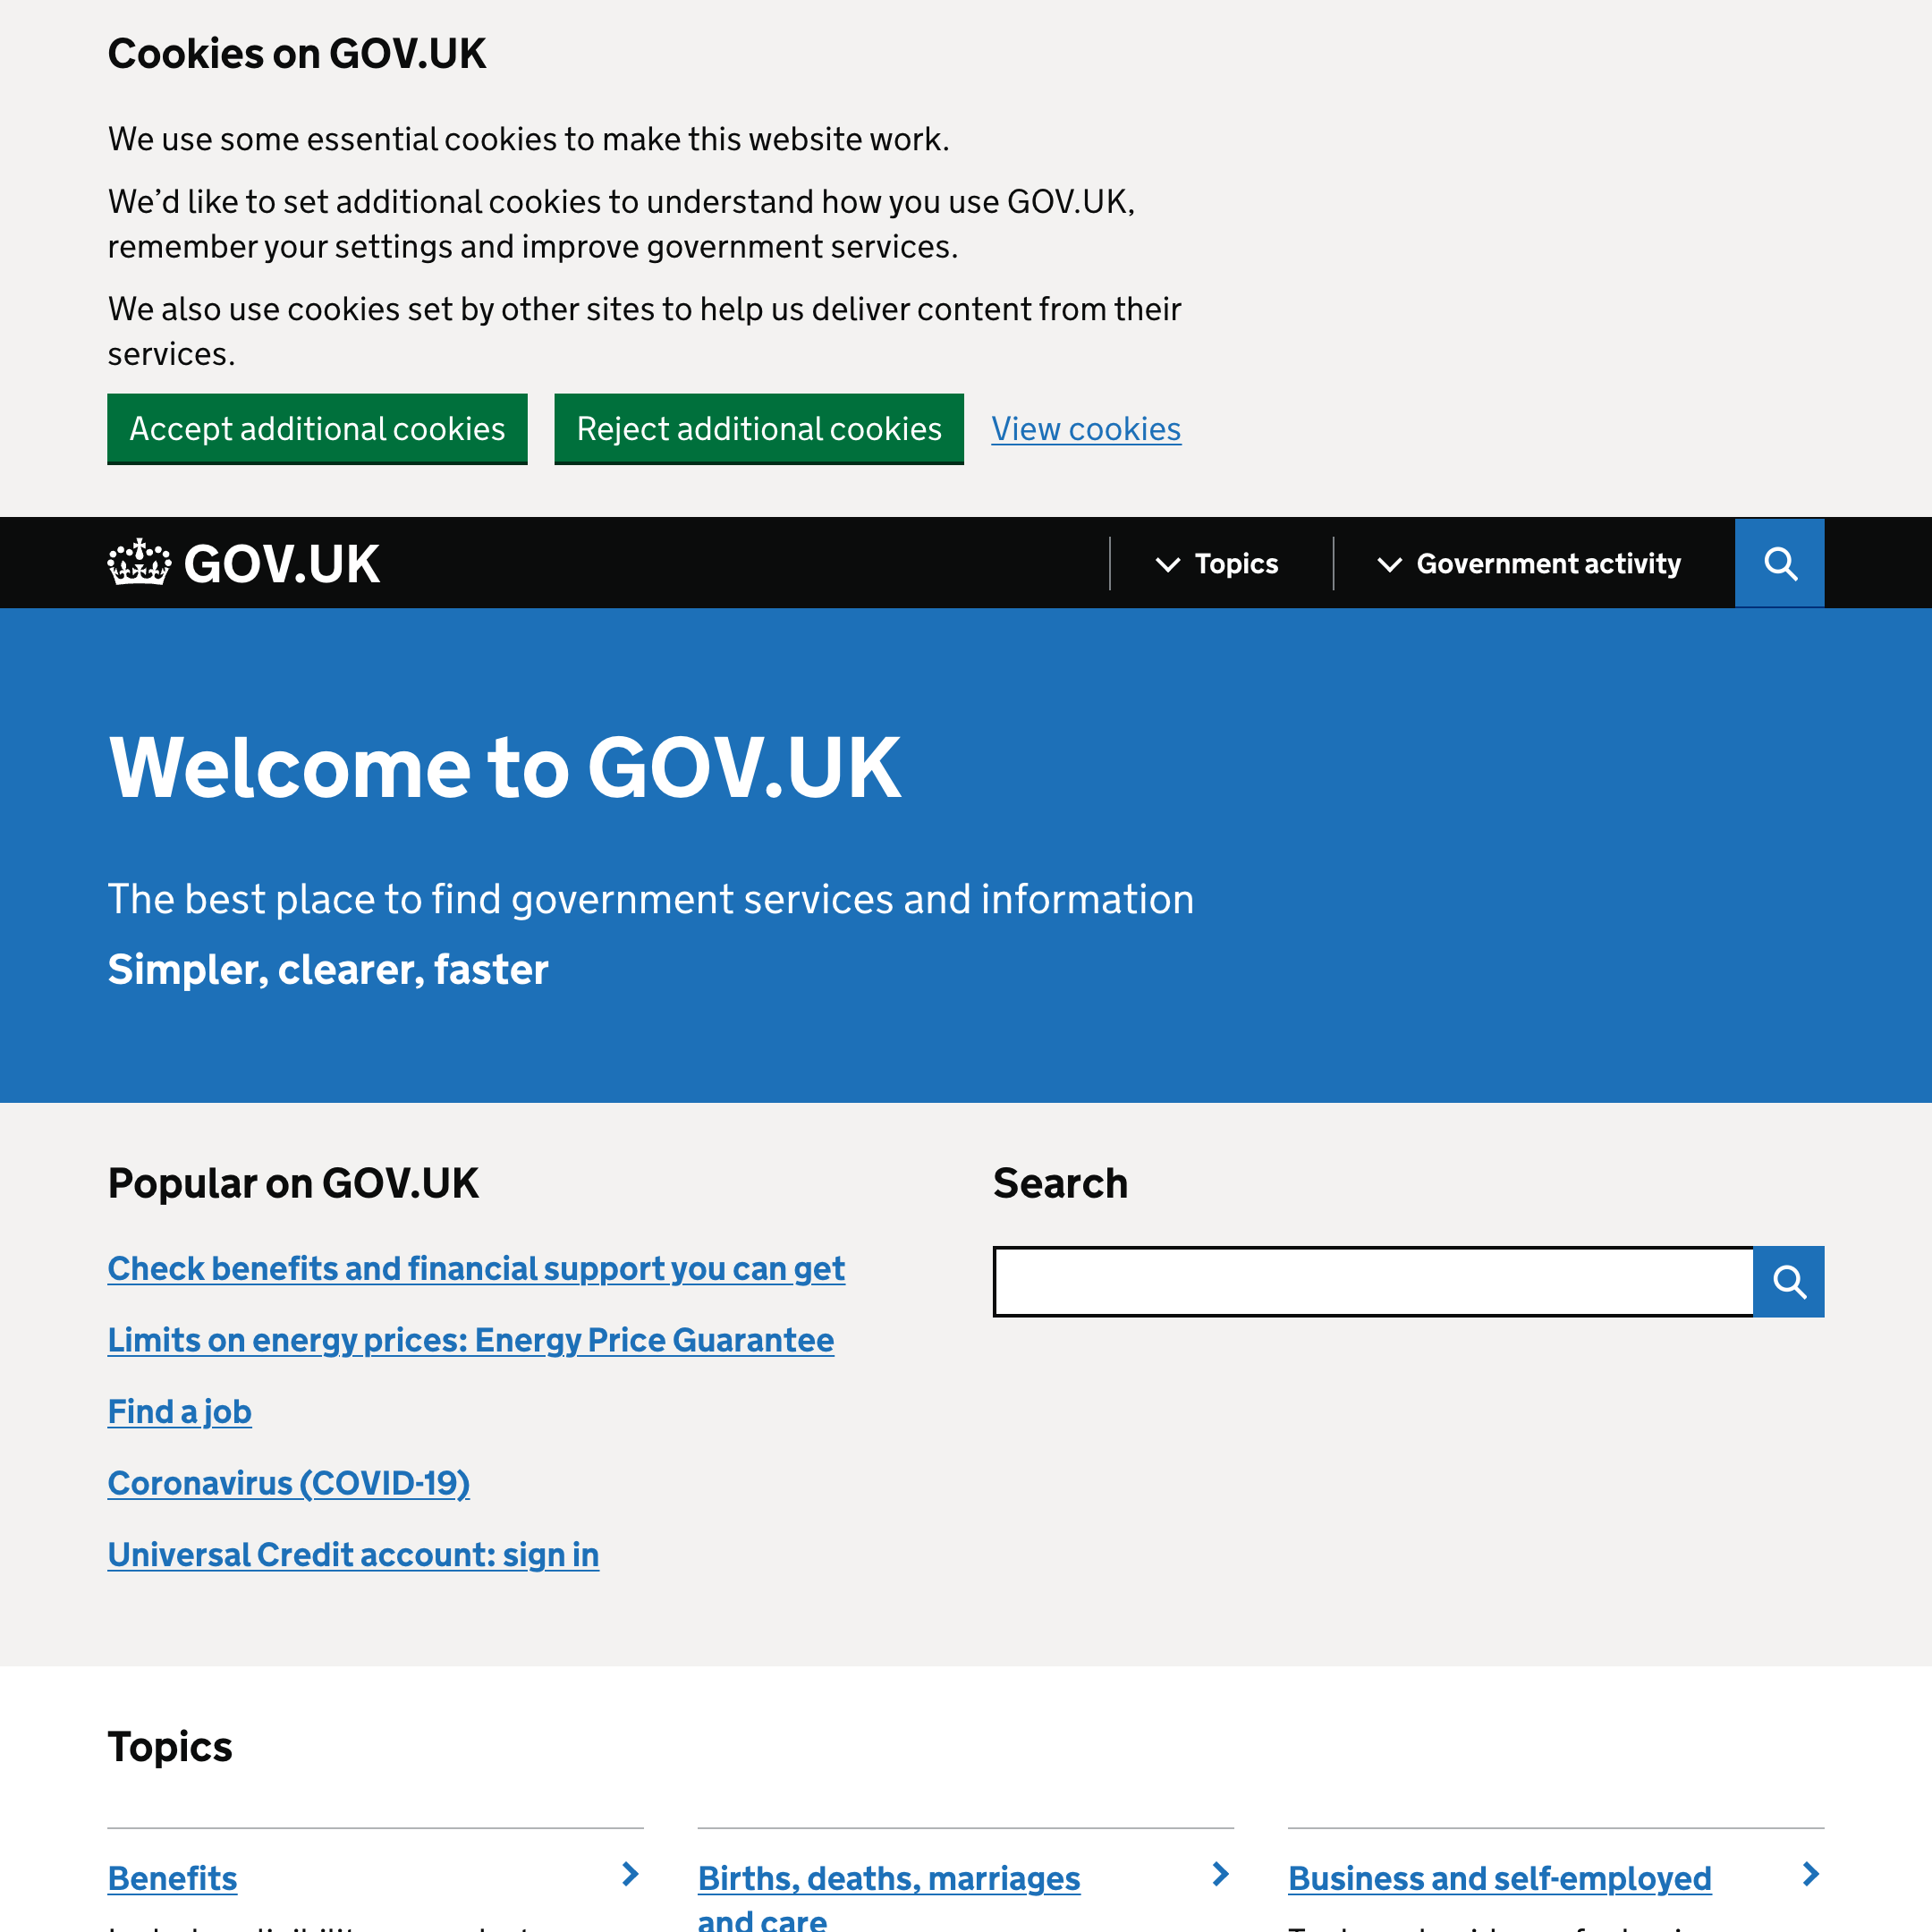 Cookies on GOV.UK
We use some essential cookies to make this website work.
We’d like to set additional cookies to understand how you use GOV.UK,
remember your settings and improve government services.
We also use cookies set by other sites to help us deliver content from their
services.
Accept additional cookies
Reject additional cookies
View cookies
GOV.UK
Topics
Government activity
Welcome to GOV.UK
The best place to find government services and information
Simpler, clearer, faster
Popular on GOV.UK
Check benefits and financial support you can get
Limits on energy prices: Energy Price Guarantee
Find a job
Coronavirus (COVID-19)
Universal Credit account: sign in
Search
Topics
Benefits
Births, deaths, marriages
and care
Business and self-employed